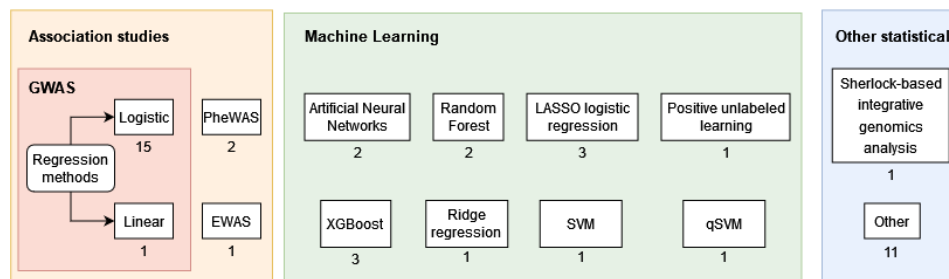 Association studies
GWAS
Logistic
15
Regression
methods
Linear
1
PheWAS
2
EWAS
1
Machine Learning
Artificial Neural
Networks
2
Random
Forest
2
LASSO logistic
regression
3
Positive unlabeled
learning
1
XGBoost
3
Ridge
regression
1
SVM
1
qSVM
1
Other statistical
Sherlock-based
integrative
genomics
analysis
1
Other
11